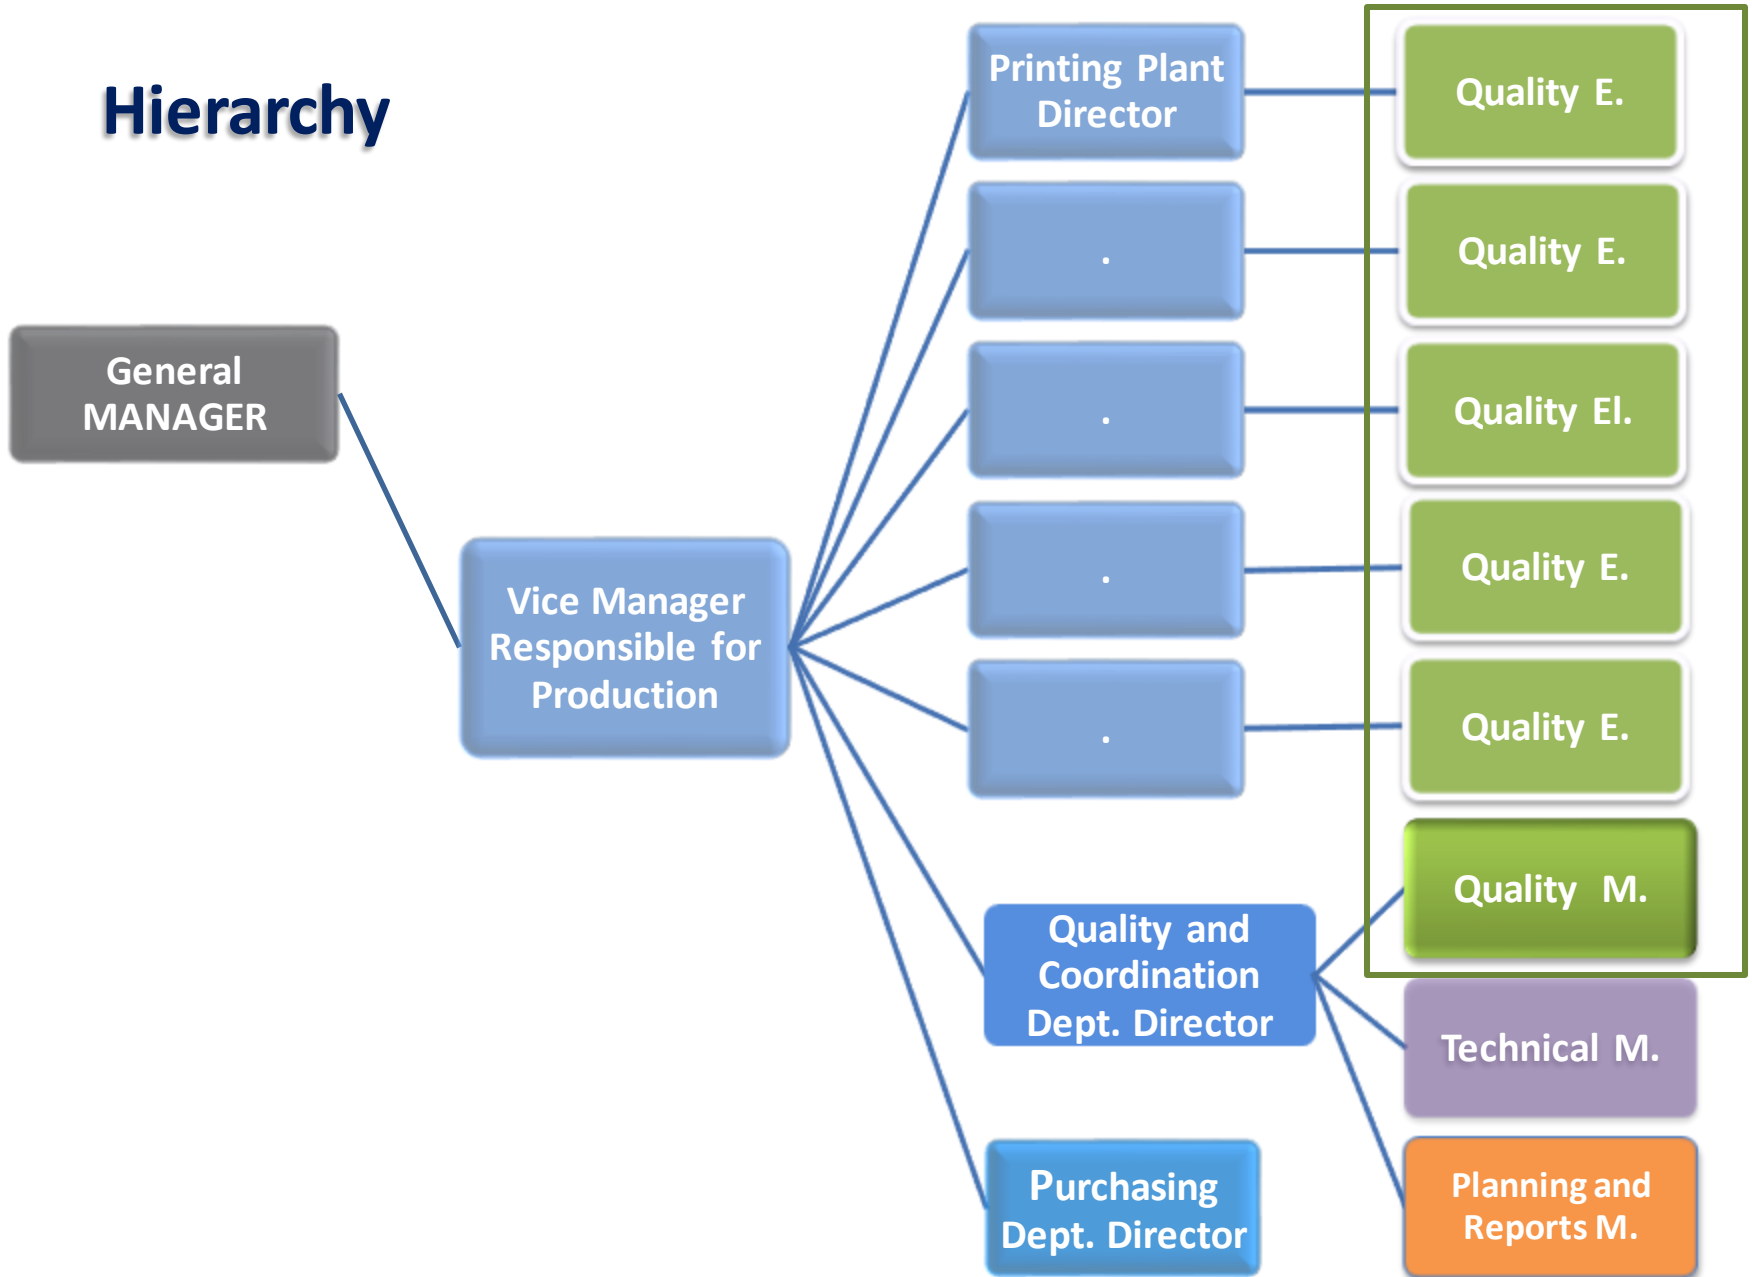 Hierarchy
General
MANAGER
Vice Manager
Responsible for
Production
Printing Plant
Director
.
.
.
.
Quality and
Coordination
Dept. Director
Purchasing
Dept. Director
Quality E.
Quality E.
Quality El.
Quality E.
Quality E.
Quality M.
Technical M.
Planning and
Reports M.